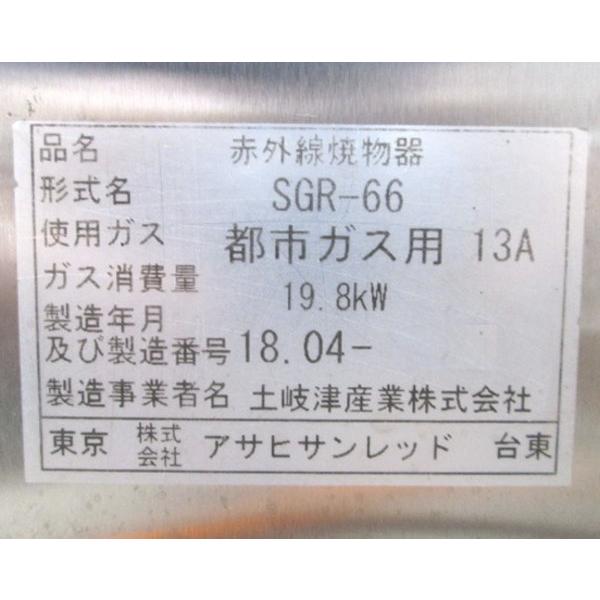 品名 赤外線焼物器
形式名 SGR-66
使用ガス 都市ガス用 13A
ガス消費量 19.8kW
製造年月
及び製造番号 18.04-
製造事業者名 土岐津産業株式会社
東京 株式会社 アサヒサンレッド 台東